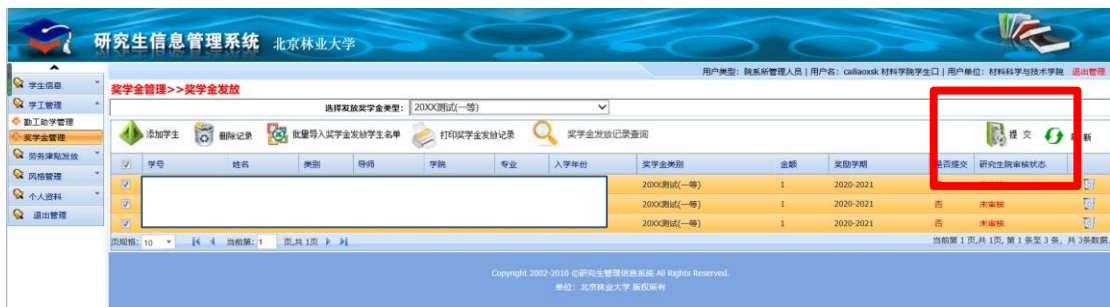 研究生信息管理系统 北京林业大学
用户类型: 院系所管理人员 | 用户名: cailiaoxsk 材料学院学生口 | 用户单位: 材料科学与技术学院 退出管理
学生信息
学工管理
勤工助学管理
奖学金管理
劳务津贴发放
风格管理
个人资料
退出管理
奖学金管理>>奖学金发放
选择发放奖学金类型: 20XX测试(一等)
添加学生 删除记录 批量导入奖学金发放学生名单 打印奖学金发放记录 奖学金发放记录查询 提 交 新
学号 姓名 类别 导师 学院 专业 入学年份 奖学金类别 金额 奖励学期 是否提交 研究生院审核状态
20XX测试(一等) 1 2020-2021
20XX测试(一等) 1 2020-2021 否 未审核
20XX测试(一等) 1 2020-2021 否 未审核
页规格: 10 当前第: 1 页,共 1页 当前第 1 页,共 1页, 第 1 条至 3 条, 共 3条数据.
Copyright 2002-2010 @研究生管理信息系统 All Rights Reserved.
单位: 北京林业大学 版权所有